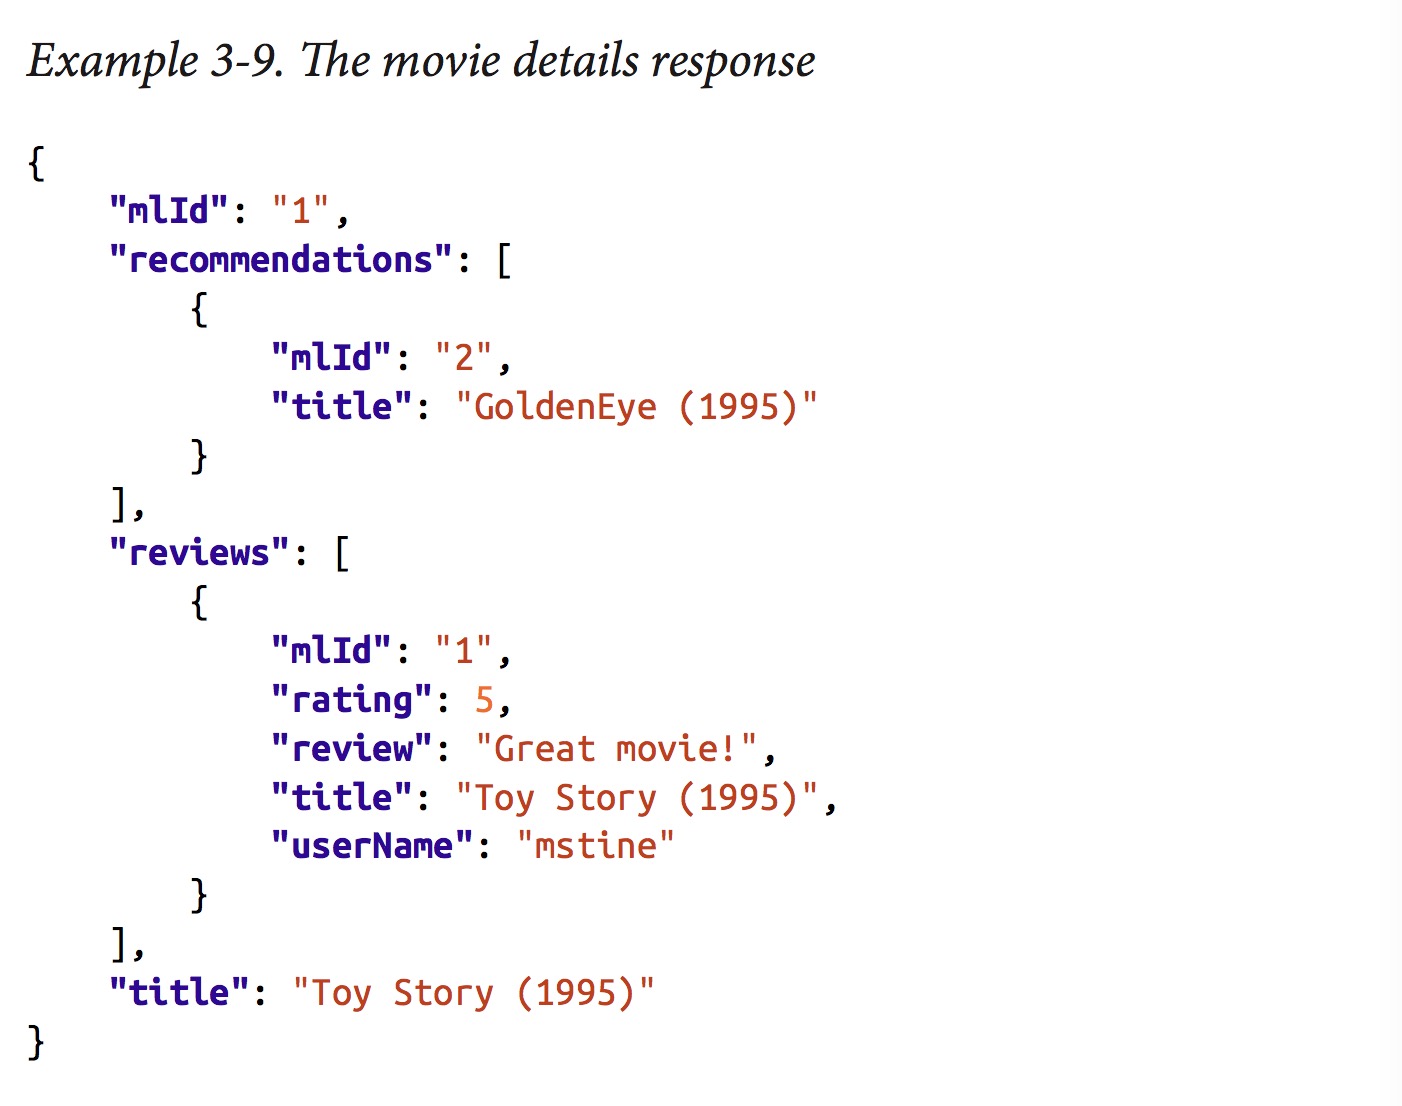 Example 3-9. The movie details response
{
    "mlId": "1",
    "recommendations": [
        {
            "mlId": "2",
            "title": "GoldenEye (1995)"
        }
    ],
    "reviews": [
        {
            "mlId": "1",
            "rating": 5,
            "review": "Great movie!",
            "title": "Toy Story (1995)",
            "userName": "mstine"
        }
    ],
    "title": "Toy Story (1995)"
}